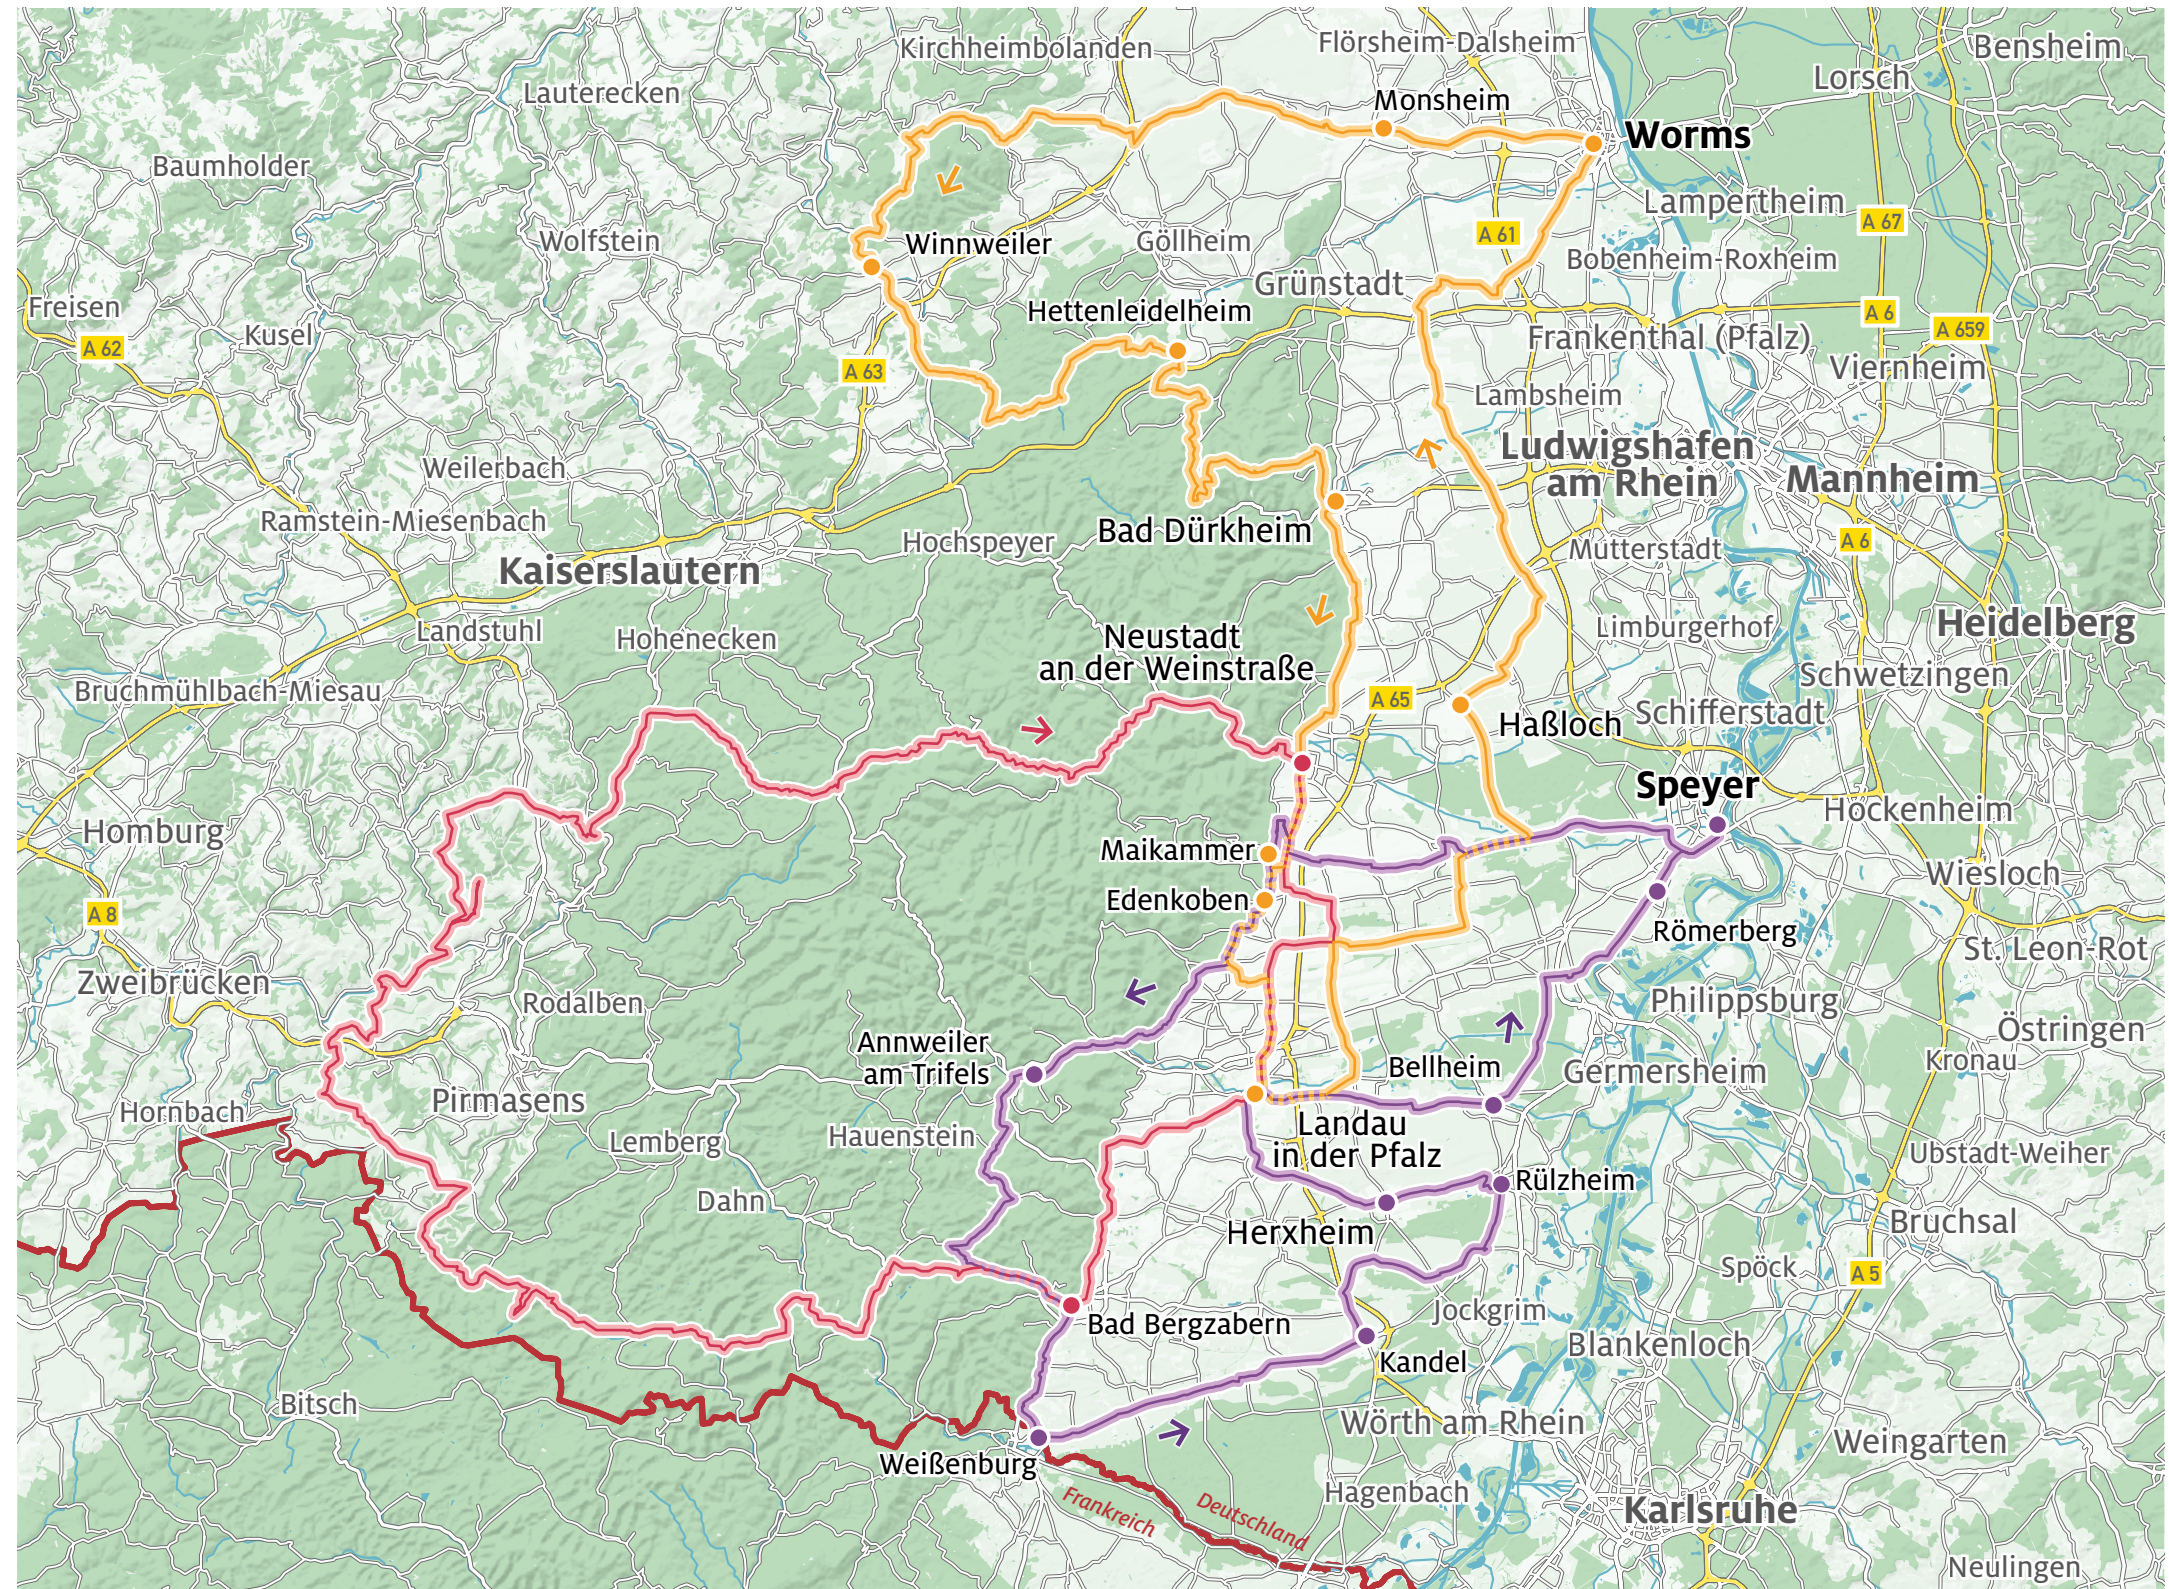 Kirchheimbolanden
Flörsheim-Dalsheim
Bensheim
Lorsch
Lauterecken
Monsheim
Worms
Baumholder
Lampertheim
A 67
Wolfstein
Winnweiler
Göllheim
A 61
Bobenheim-Roxheim
Grünstadt
Freisen
Hettenleidelheim
A 6
A 659
Kusel
Frankenthal (Pfalz)
A 62
A 63
Viernheim
Lambsheim
Ludwigshafen
am Rhein
Weilerbach
Mannheim
Ramstein-Miesenbach
Bad Dürkheim
Hochspeyer
Mutterstadt
A 6
Kaiserslautern
Landstuhl
Hohenecken
Neustadt
an der Weinstraße
Limburgerhof
Heidelberg
Schwetzingen
Bruchmühlbach-Miesau
A 65
Haßloch
Schifferstadt
Speyer
Homburg
Hockenheim
Maikammer
Wiesloch
Edenkoben
A 8
Römerberg
St. Leon-Rot
Zweibrücken
Rodalben
Philippsburg
Östringen
Annweiler
am Trifels
Bellheim
Germersheim
Kronau
Hornbach
Pirmasens
Lemberg
Hauenstein
Landau
in der Pfalz
Ubstadt-Weiher
Dahn
Rülzheim
Herxheim
Bruchsal
Spöck
A 5
Jockgrim
Bad Bergzabern
Blankenloch
Kandel
Bitsch
Wörth am Rhein
Weingarten
Weißenburg
Hagenbach
Frankreich
Deutschland
Karlsruhe
Neulingen